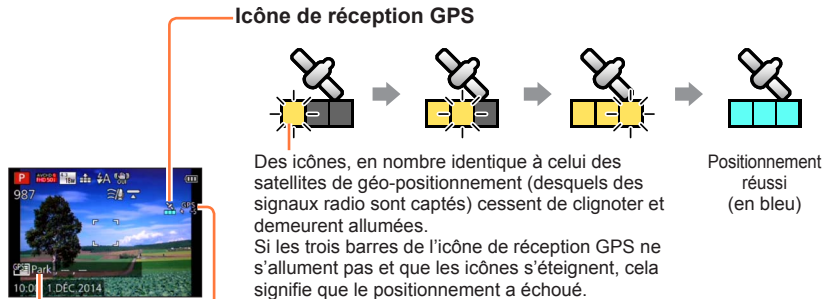 Icône de réception GPS
Des icônes, en nombre identique à celui des
satellites de géo-positionnement (desquels des
signaux radio sont captés) cessent de clignoter et
demeurent allumées.
Si les trois barres de l’icône de réception GPS ne
s’allument pas et que les icônes s’éteignent, cela
signifie que le positionnement a échoué.
Positionnement
réussi
(en bleu)
P
987
GPS
Park
10:00 1.DÉC.2014